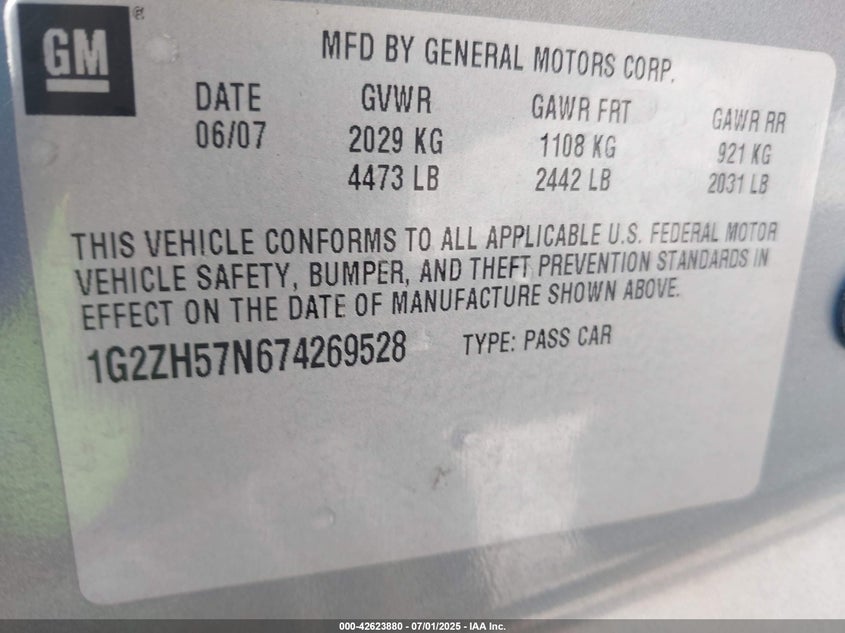 GM ®
MFD BY GENERAL MOTORS CORP.
DATE GVWR GAWR FRT GAWR RR
06/07 2029 KG 1108 KG 921 KG
4473 LB 2442 LB 2031 LB
THIS VEHICLE CONFORMS TO ALL APPLICABLE U.S. FEDERAL MOTOR
VEHICLE SAFETY, BUMPER, AND THEFT PREVENTION STANDARDS IN
EFFECT ON THE DATE OF MANUFACTURE SHOWN ABOVE.
1G2ZH57N674269528 TYPE: PASS CAR
000-42623880 - 07/01/2025 - IAA Inc.